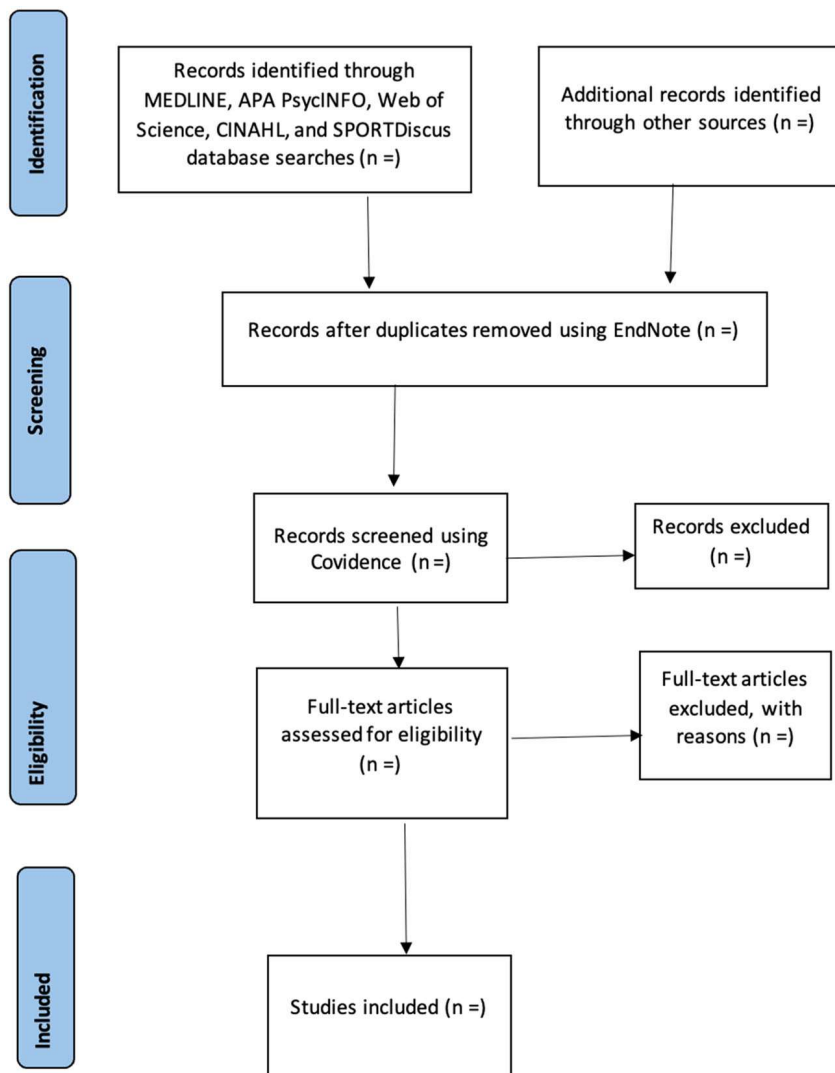 Identification
Records identified through
MEDLINE, APA PsycINFO, Web of
Science, CINAHL, and SPORTDiscus
database searches (n =)
Additional records identified
through other sources (n =)
Screening
Records after duplicates removed using EndNote (n =)
Records screened using
Covidence (n =)
Records excluded
(n =)
Eligibility
Full-text articles
assessed for eligibility
(n =)
Full-text articles
excluded, with
reasons (n =)
Included
Studies included (n =)